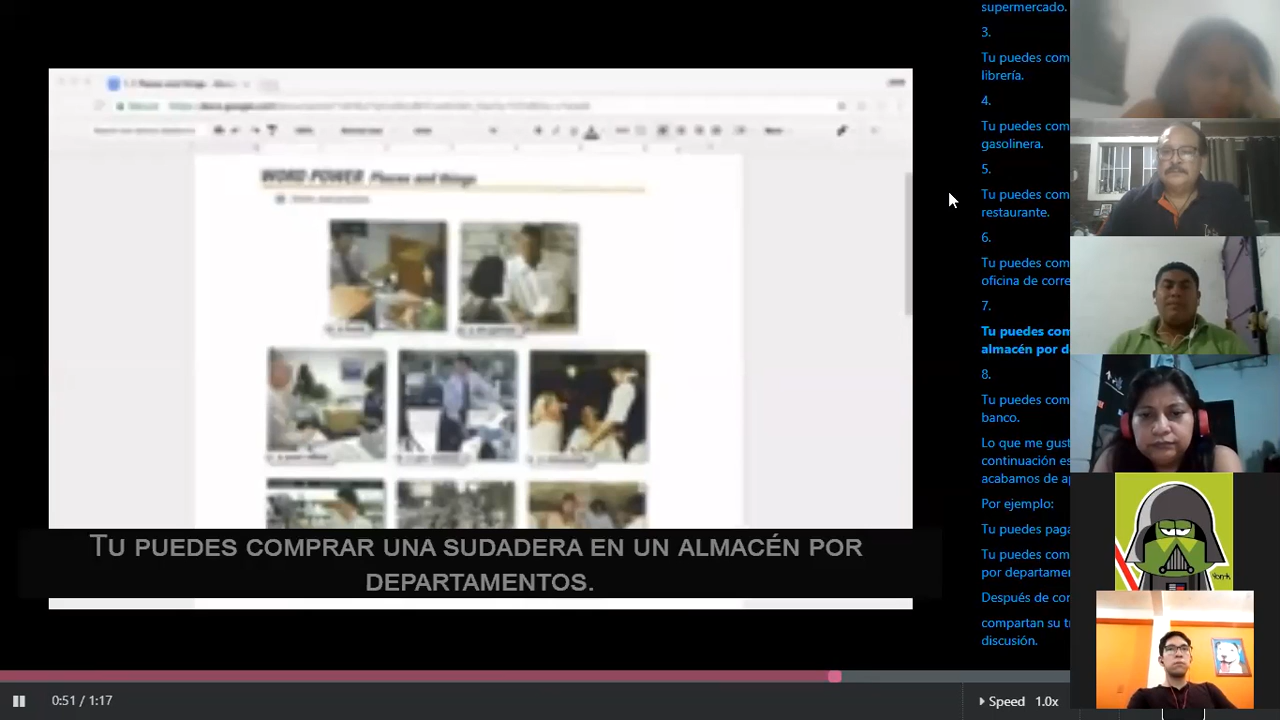 WORD POWER Places and things
TU PUEDES COMPRAR UNA SUDADERA EN UN ALMACÉN POR
DEPARTAMENTOS.
0:51 / 1:17
Speed 1.0x
supermercado.
3.
Tu puedes com
librería.
4.
Tu puedes com
gasolinera.
5.
Tu puedes com
restaurante.
6.
Tu puedes com
oficina de corre
7.
Tu puedes com
almacén por d
8.
Tu puedes com
banco.
Lo que me gust
continuación es
acabamos de a
Por ejemplo:
Tu puedes paga
Tu puedes com
por departamen
Después de con
compartan su t
discusión.